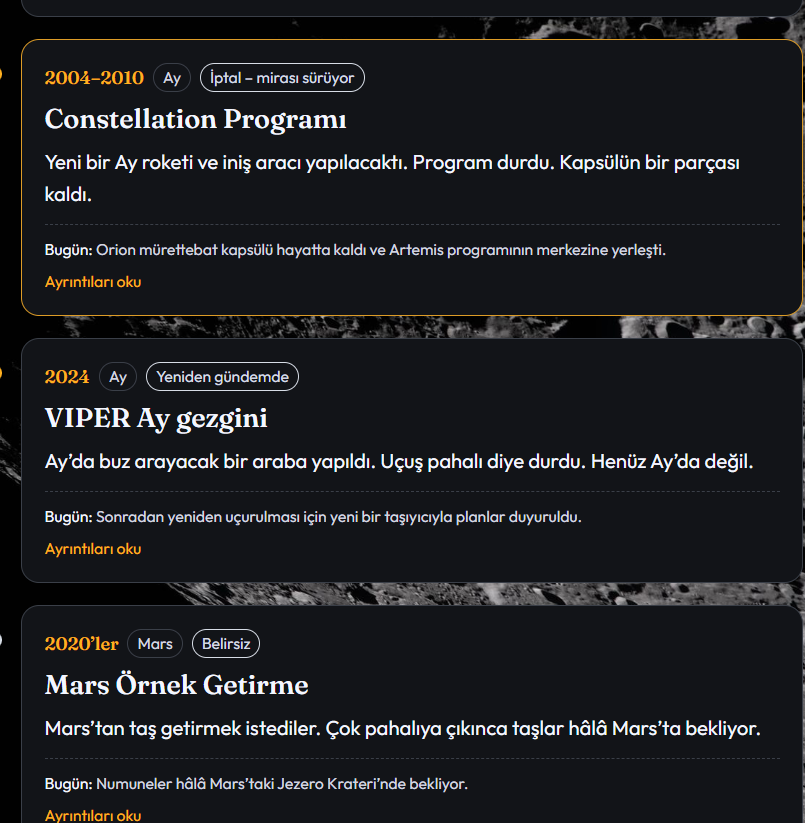 2004–2010 Ay İptal – mirası sürüyor
Constellation Programı
Yeni bir Ay roketi ve iniş aracı yapılacaktı. Program durdu. Kapsülün bir parçası
kaldı.
Bugün: Orion mürettebat kapsülü hayatta kaldı ve Artemis programının merkezine yerleşti.
Ayrıntıları oku
2024 Ay Yeniden gündemde
VIPER Ay gezgini
Ay’da buz arayacak bir araba yapıldı. Uçuş pahalı diye durdu. Henüz Ay’da değil.
Bugün: Sonradan yeniden uçurulması için yeni bir taşıyıcıyla planlar duyuruldu.
Ayrıntıları oku
2020’ler Mars Belirsiz
Mars Örnek Getirme
Mars’tan taş getirmek istediler. Çok pahalıya çıkınca taşlar hâlâ Mars’ta bekliyor.
Bugün: Numuneler hâlâ Mars’taki Jezero Krateri’nde bekliyor.
Ayrıntıları oku